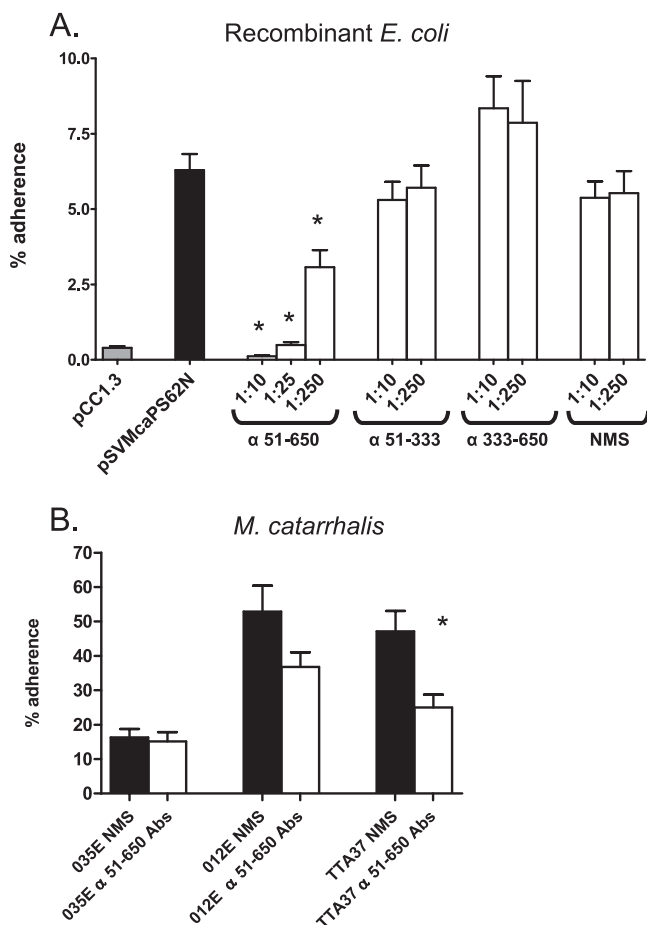 A.
Recombinant E. coli
% adherence
10.0
7.5
5.0
2.5
0.0
* * *
pCC1.3
pSVMcaPS62N
1:10 1:25 1:250
α 51-650
1:10 1:250
α 51-333
1:10 1:250
α 333-650
1:10 1:250
NMS
B.
M. catarrhalis
% adherence
70
60
50
40
30
20
10
0
*
035E NMS
035E α 51-650 Abs
012E NMS
012E α 51-650 Abs
TTA37 NMS
TTA37 α 51-650 Abs